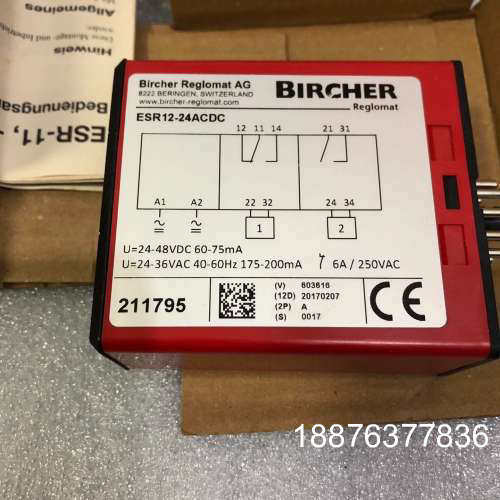 Allgemeines
Hinweis
Bedienungsa
ESR-11, -
Bircher Reglomat AG
8222 BERINGEN, SWITZERLAND
www.bircher-reglomat.com
BIRCHER
Reglomat
ESR12-24ACDC
12 11 14 21 31
A1 A2 22 32 24 34
1 2
U=24-48VDC 60-75mA
U=24-36VAC 40-60Hz 175-200mA 6A / 250VAC
211795
(V) 603616
(12D) 20170207
(2P) A
(S) 0017
CE
18876377836